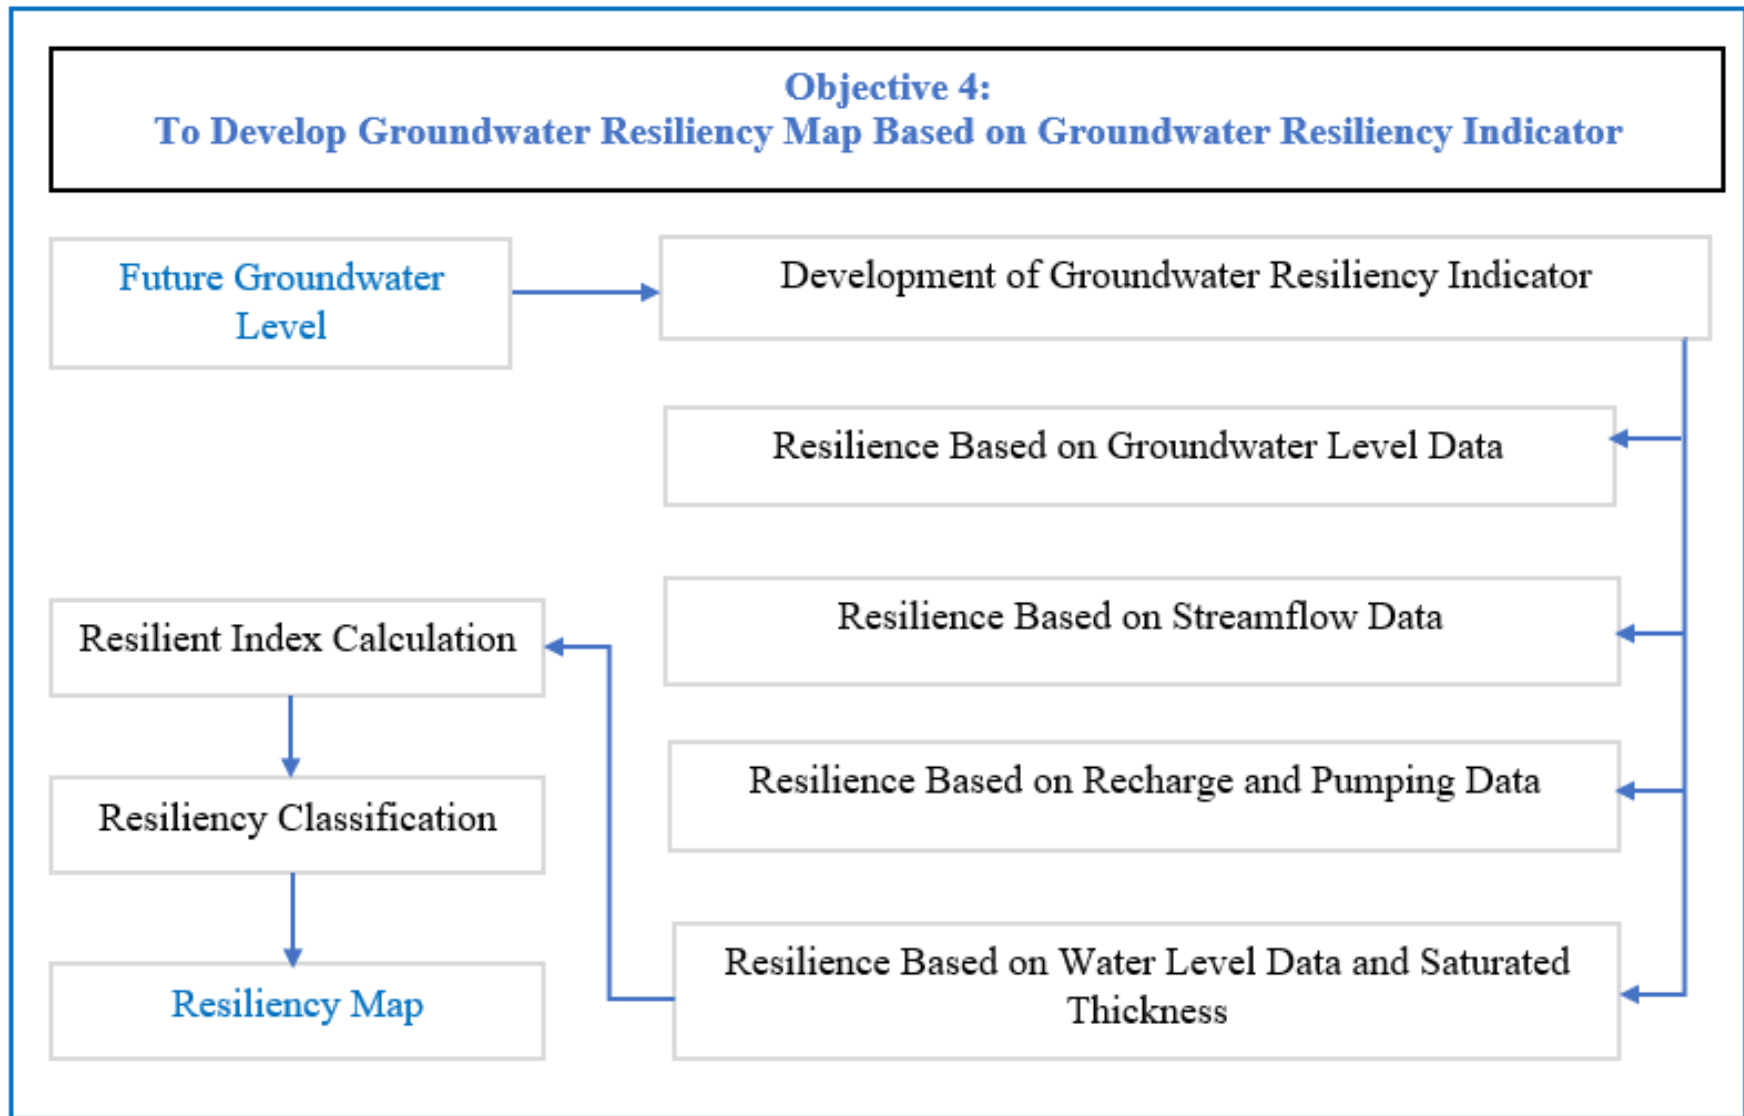 Objective 4:
To Develop Groundwater Resiliency Map Based on Groundwater Resiliency Indicator
Future Groundwater
Level
Development of Groundwater Resiliency Indicator
Resilience Based on Groundwater Level Data
Resilience Based on Streamflow Data
Resilience Based on Recharge and Pumping Data
Resilience Based on Water Level Data and Saturated
Thickness
Resilient Index Calculation
Resiliency Classification
Resiliency Map